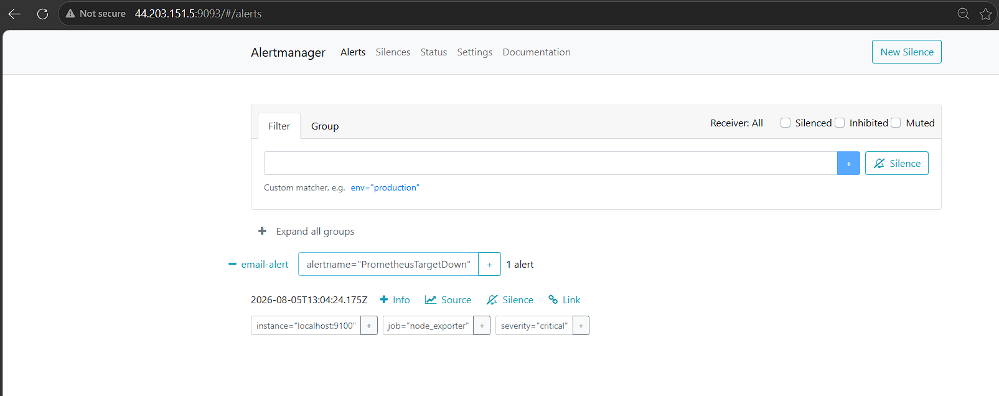 Not secure 44.203.151.5:9093/#/alerts
Alertmanager Alerts Silences Status Settings Documentation New Silence
Filter Group Receiver: All Silenced Inhibited Muted
+ Silence
Custom matcher, e.g. env="production"
+ Expand all groups
− email-alert alertname="PrometheusTargetDown" + 1 alert
2026-08-05T13:04:24.175Z + Info Source Silence Link
instance="localhost:9100" + job="node_exporter" + severity="critical" +